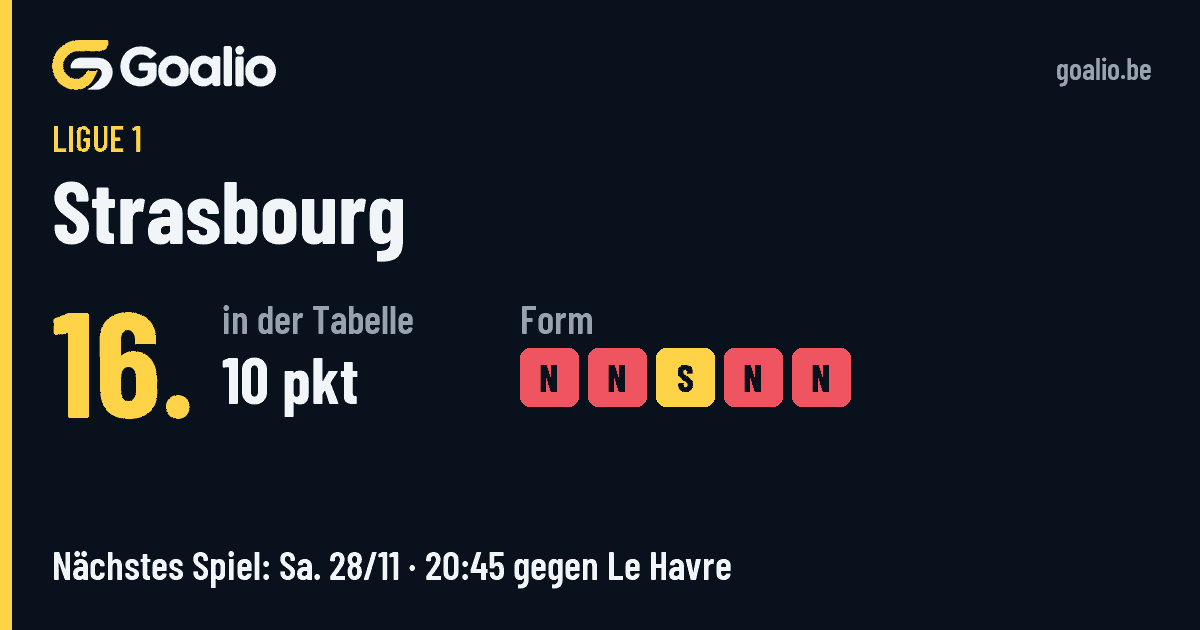 Goalio
goalio.be
LIGUE 1
Strasbourg
16.
in der Tabelle
10 pkt
Form
N N S N N
Nächstes Spiel: Sa. 28/11 · 20:45 gegen Le Havre